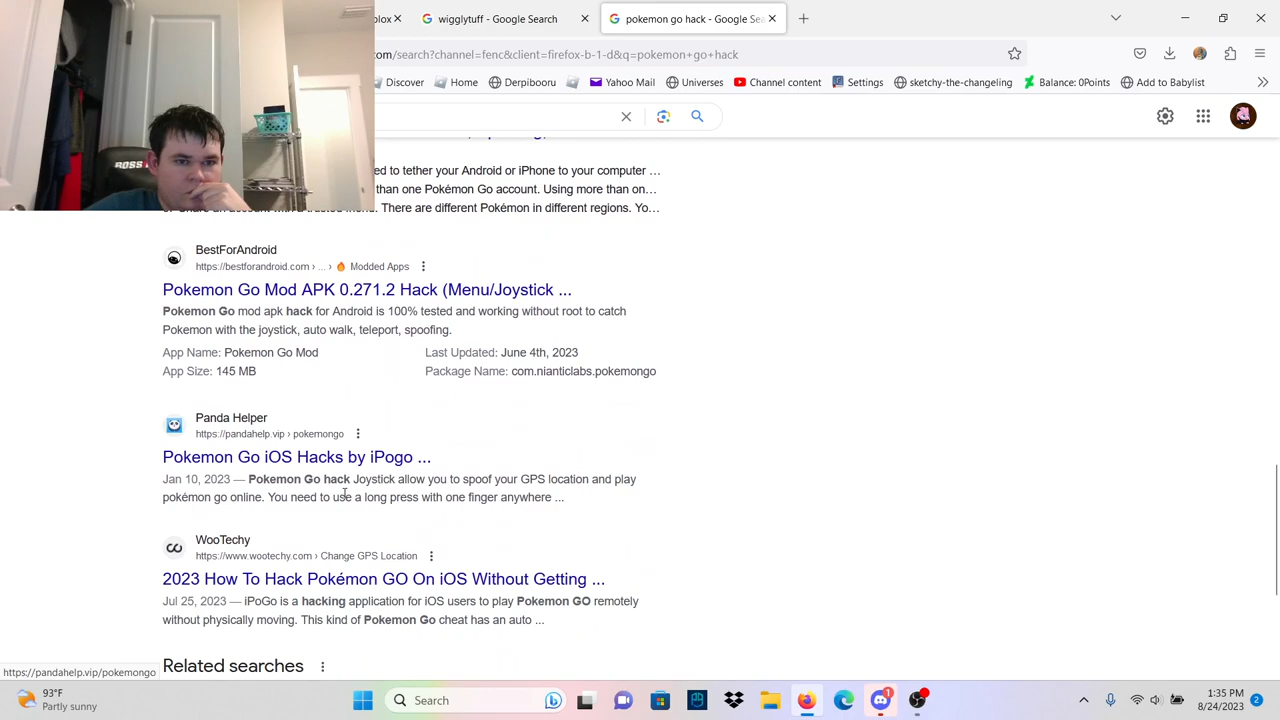 olox
wigglytuff - Google Search
pokemon go hack - Google Sea
com/search?channel=fenc&client=firefox-b-1-d&q=pokemon+go+hack
Discover Home Derpibooru Yahoo Mail Universes Channel content Settings sketchy-the-changeling Balance: 0Points Add to Babylist
ROSS
ed to tether your Android or iPhone to your computer ...
than one Pokémon Go account. Using more than on...
or Share an account with a trusted friend. There are different Pokémon in different regions. Yo...
BestForAndroid
https://bestforandroid.com › ... › 🔥 Modded Apps
Pokemon Go Mod APK 0.271.2 Hack (Menu/Joystick ...
Pokemon Go mod apk hack for Android is 100% tested and working without root to catch
Pokemon with the joystick, auto walk, teleport, spoofing.
App Name: Pokemon Go Mod Last Updated: June 4th, 2023
App Size: 145 MB Package Name: com.nianticlabs.pokemongo
Panda Helper
https://pandahelp.vip › pokemongo
Pokemon Go iOS Hacks by iPogo ...
Jan 10, 2023 — Pokemon Go hack Joystick allow you to spoof your GPS location and play
pokémon go online. You need to use a long press with one finger anywhere ...
WooTechy
https://www.wootechy.com › Change GPS Location
2023 How To Hack Pokémon GO On iOS Without Getting ...
Jul 25, 2023 — iPoGo is a hacking application for iOS users to play Pokemon GO remotely
without physically moving. This kind of Pokemon Go cheat has an auto ...
Related searches
https://pandahelp.vip/pokemongo
93°F
Partly sunny
Search
1
1:35 PM
8/24/2023